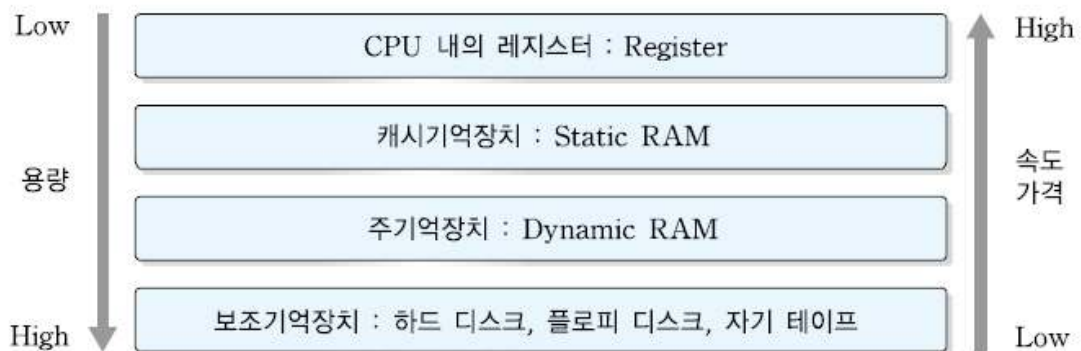 Low
CPU 내의 레지스터 : Register
High
캐시기억장치 : Static RAM
용량
속도
가격
주기억장치 : Dynamic RAM
보조기억장치 : 하드 디스크, 플로피 디스크, 자기 테이프
High
Low